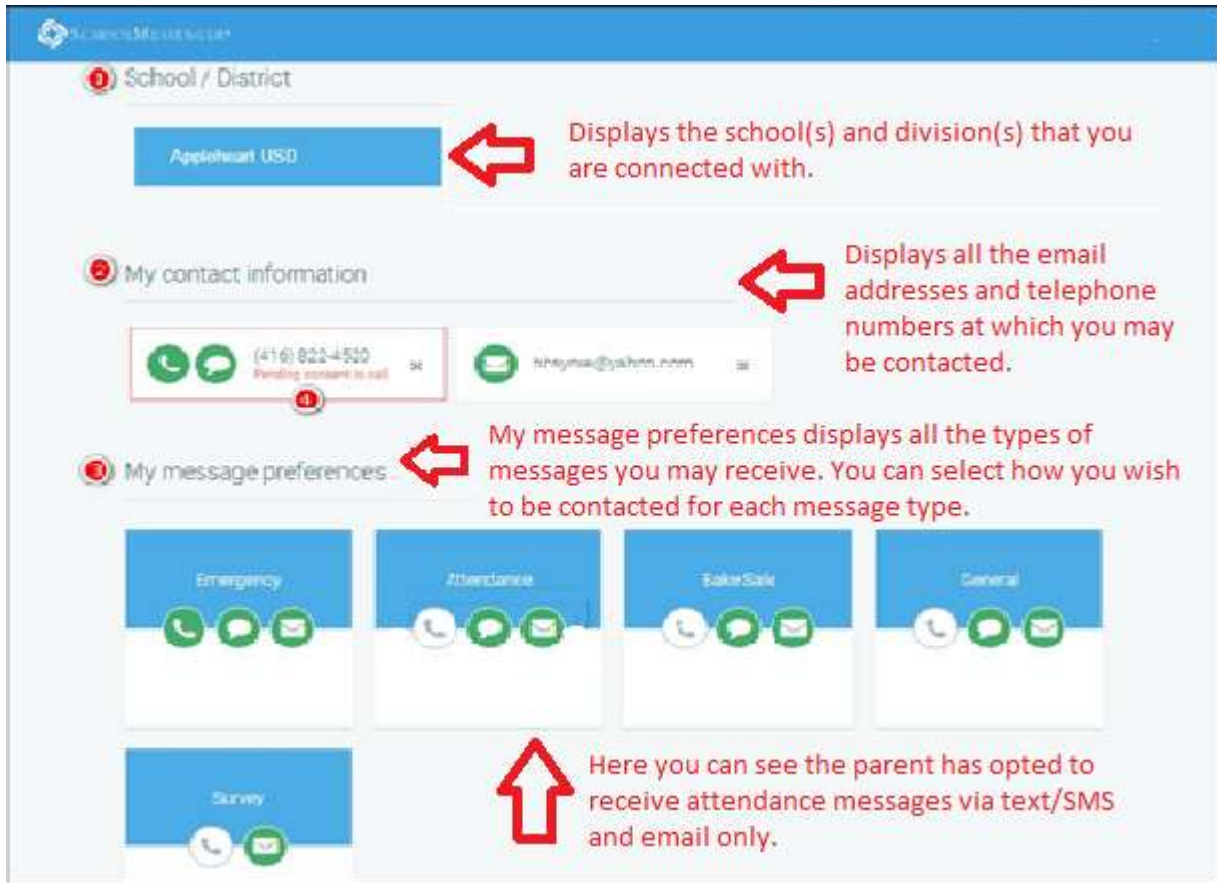 1 School / District
Appleheart USD
Displays the school(s) and division(s) that you
are connected with.
2 My contact information
Displays all the email
addresses and telephone
numbers at which you may
be contacted.
(416) 822-4520
Pending consent to call
4
3 My message preferences
My message preferences displays all the types of
messages you may receive. You can select how you wish
to be contacted for each message type.
Emergency
Attendance
BakeSale
General
Survey
Here you can see the parent has opted to
receive attendance messages via text/SMS
and email only.